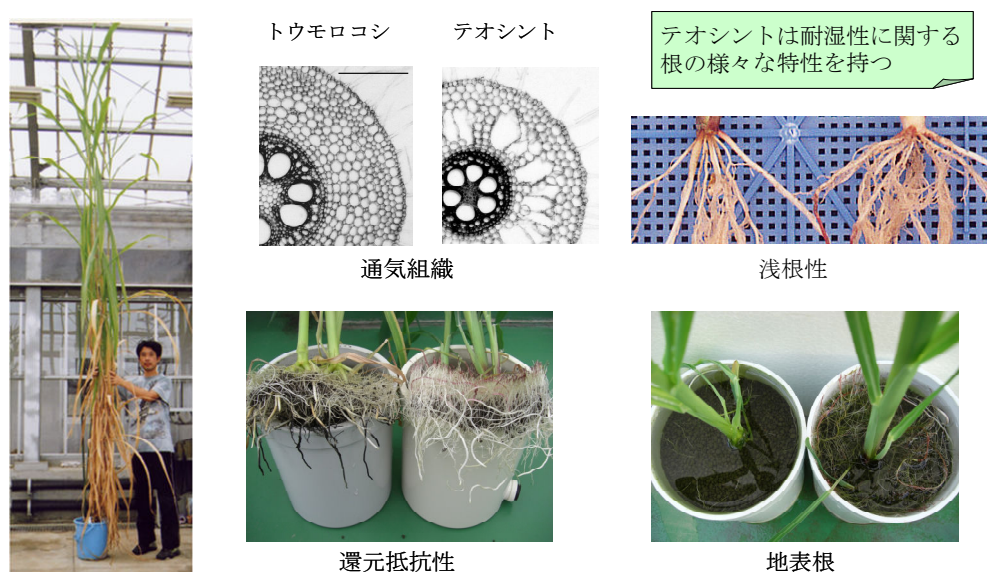 トウモロコシ
テオシント
テオシントは耐湿性に関する
根の様々な特性を持つ
通気組織
浅根性
還元抵抗性
地表根